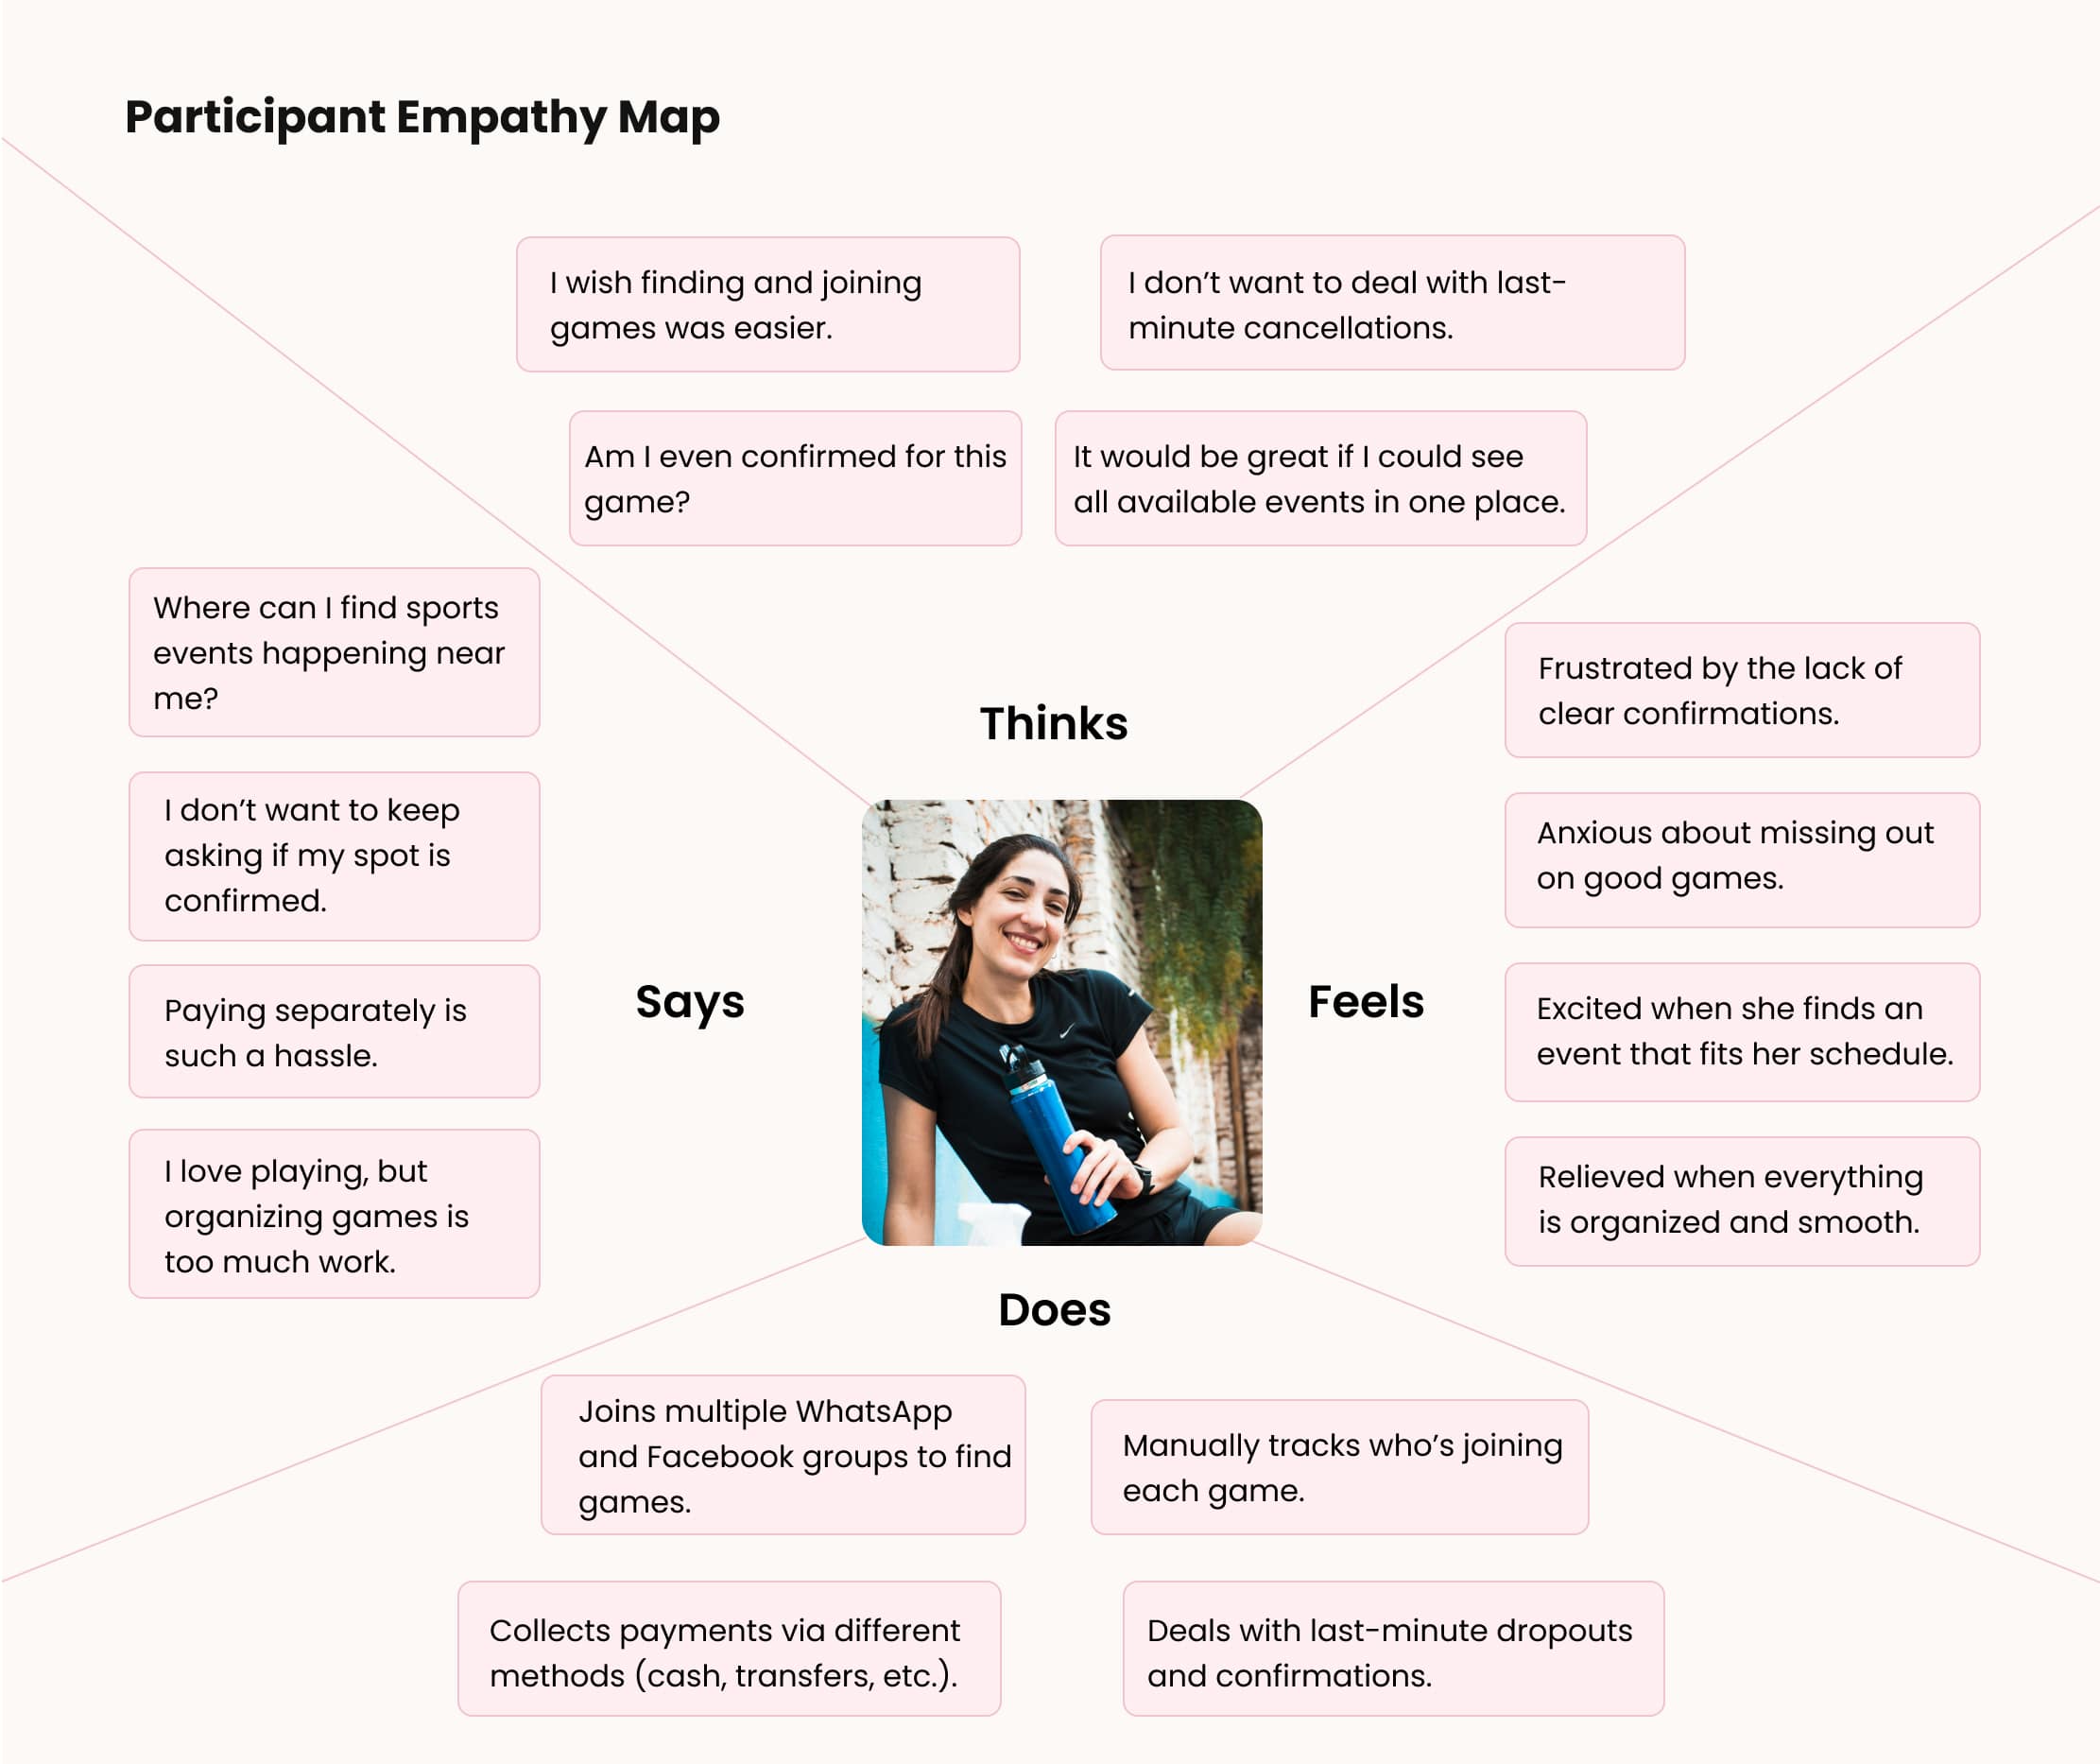 Participant Empathy Map
I wish finding and joining
games was easier.
I don’t want to deal with last-
minute cancellations.
Am I even confirmed for this
game?
It would be great if I could see
all available events in one place.
Thinks
Where can I find sports
events happening near
me?
I don’t want to keep
asking if my spot is
confirmed.
Paying separately is
such a hassle.
I love playing, but
organizing games is
too much work.
Says
Feels
Frustrated by the lack of
clear confirmations.
Anxious about missing out
on good games.
Excited when she finds an
event that fits her schedule.
Relieved when everything
is organized and smooth.
Does
Joins multiple WhatsApp
and Facebook groups to find
games.
Manually tracks who’s joining
each game.
Collects payments via different
methods (cash, transfers, etc.).
Deals with last-minute dropouts
and confirmations.